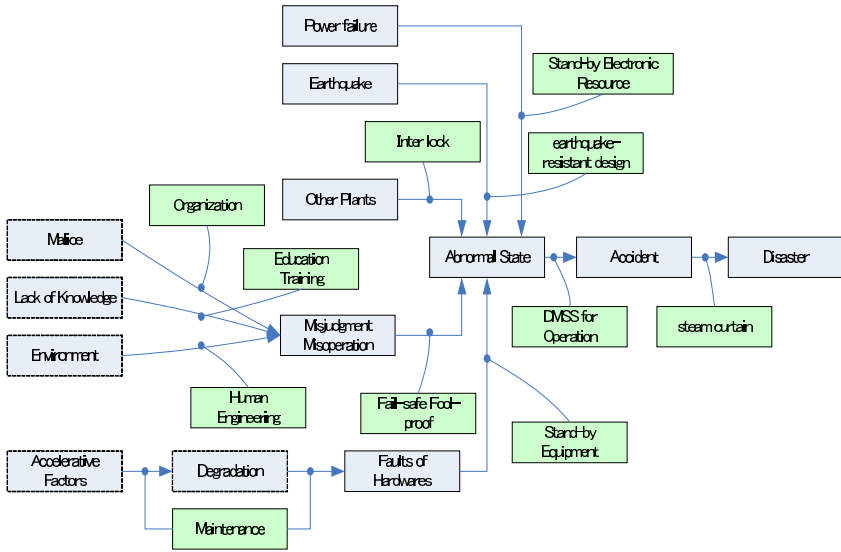 Power failure
Stand-by Electronic
Resource
Earthquake
Inter lock
earthquake-
resistant design
Organization
Other Plants
Malice
Education
Training
Abnormal State
Accident
Disaster
Lack of Knowledge
Misjudgment
Misoperation
DMSS for
Operation
steam curtain
Environment
Human
Engineering
Fail-safe Fool-
proof
Stand-by
Equipment
Accelerative
Factors
Degradation
Faults of
Hardwares
Maintenance